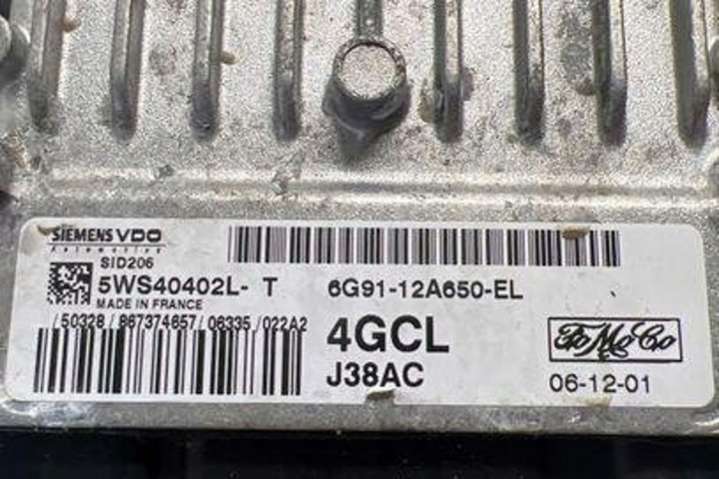 SIEMENS VDO
Automotive
SID206
5WS40402L- T
MADE IN FRANCE
/50328/867374657/06335/022A2
6G91-12A650-EL
4GCL
J38AC
FoMoCo
06-12-01